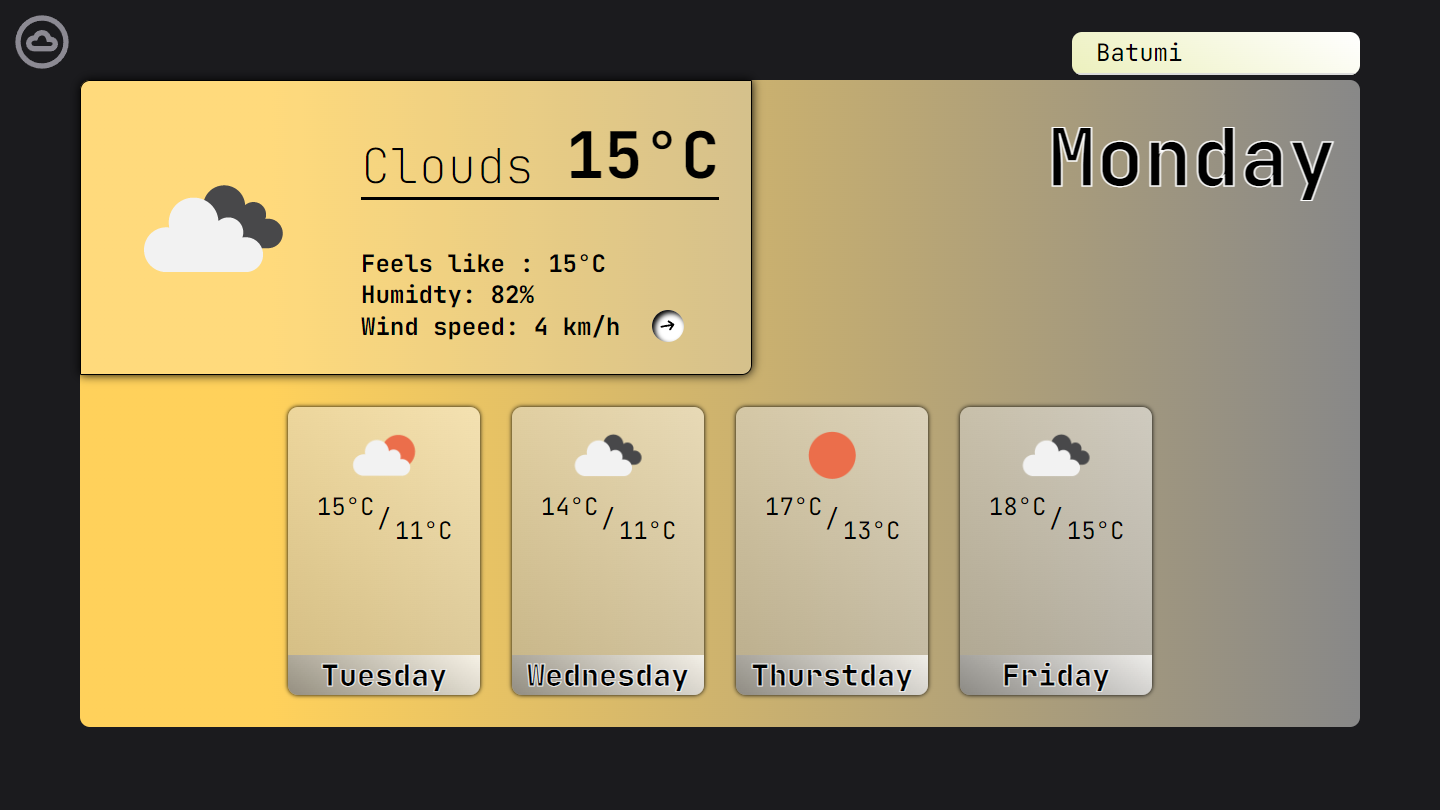 Batumi
Monday
Clouds 15°C
Feels like : 15°C
Humidty: 82%
Wind speed: 4 km/h
15°C/11°C
Tuesday
14°C/11°C
Wednesday
17°C/13°C
Thurstday
18°C/15°C
Friday